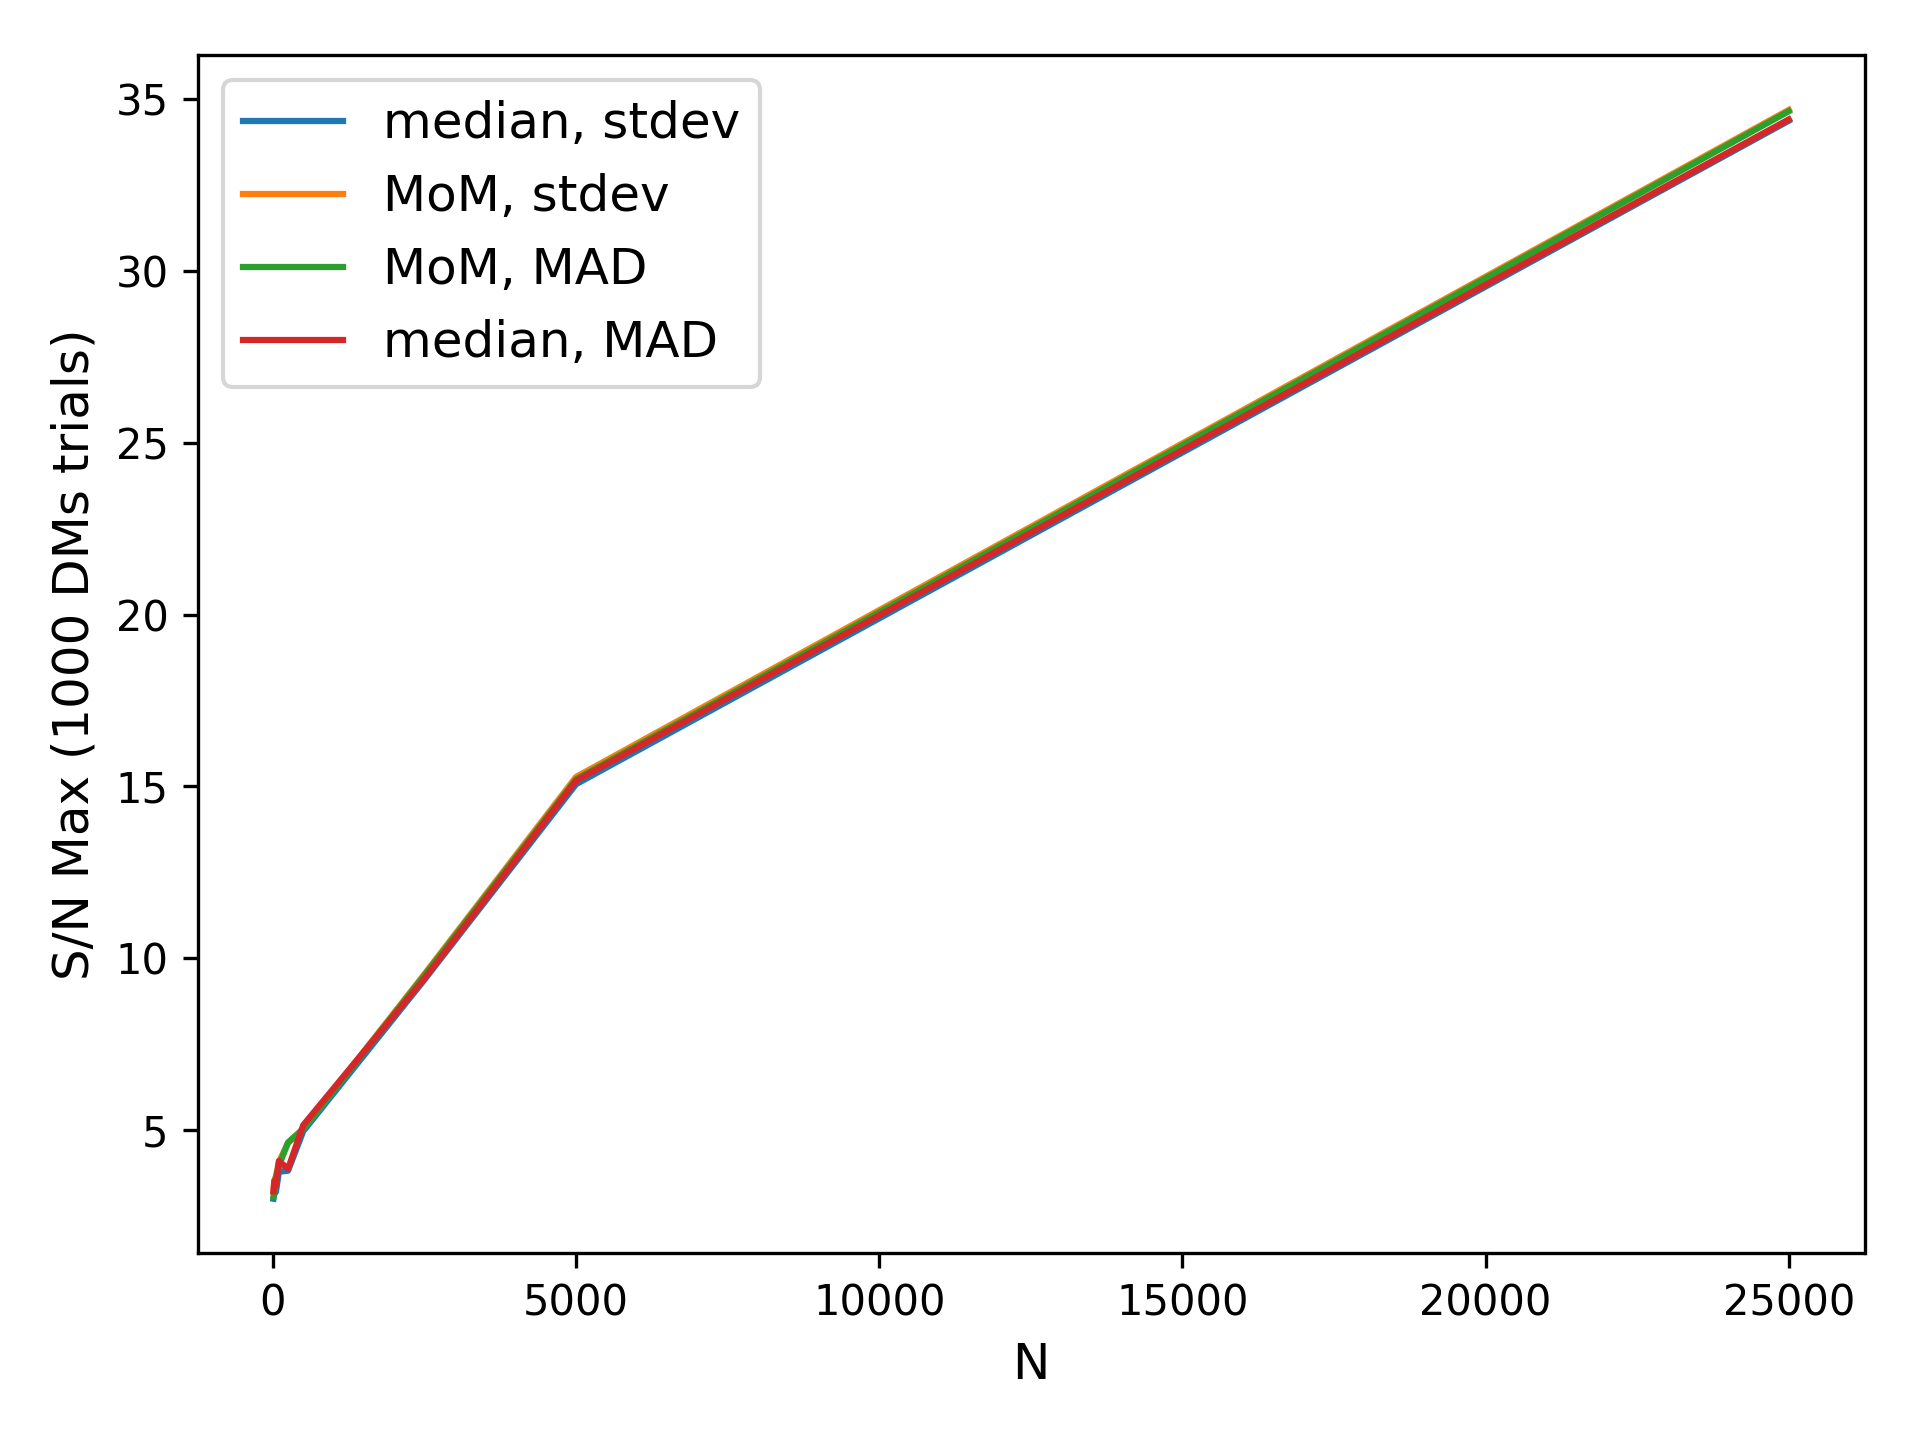 median, stdev
MoM, stdev
MoM, MAD
median, MAD
S/N Max (1000 DMs trials)
35
30
25
20
15
10
5
0
5000
10000
15000
20000
25000
N